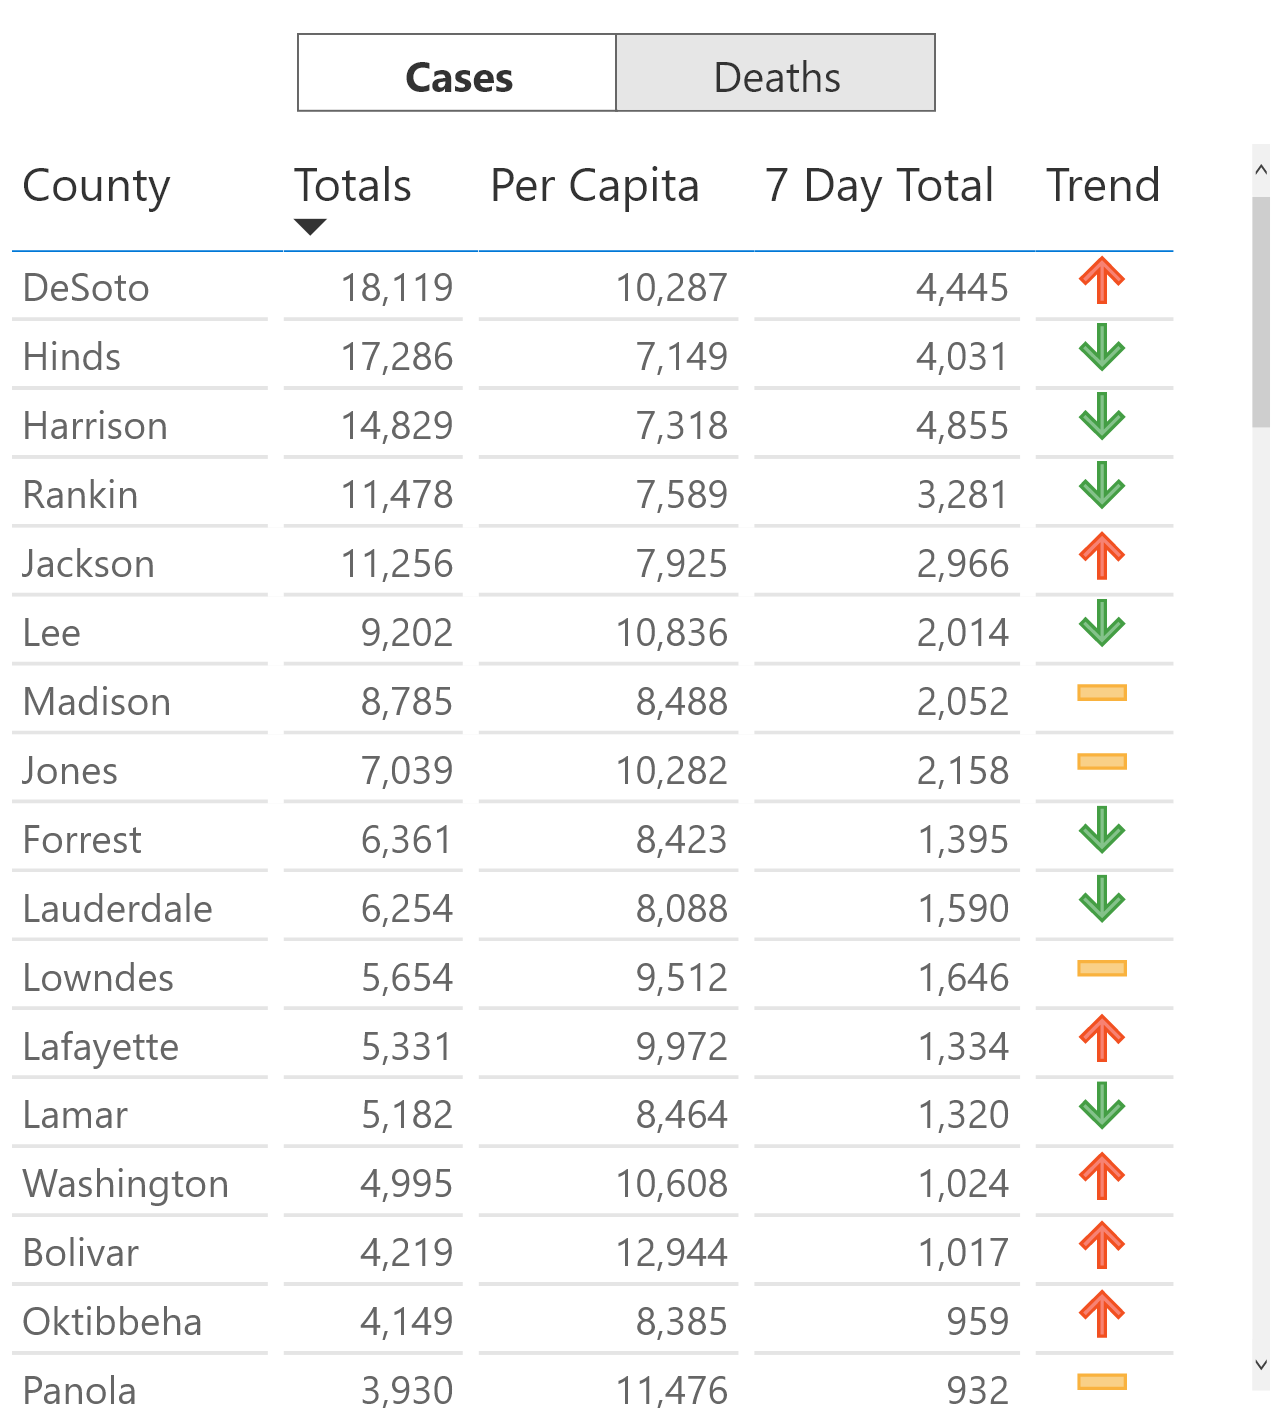 Cases Deaths
County Totals Per Capita 7 Day Total Trend
DeSoto 18,119 10,287 4,445
Hinds 17,286 7,149 4,031
Harrison 14,829 7,318 4,855
Rankin 11,478 7,589 3,281
Jackson 11,256 7,925 2,966
Lee 9,202 10,836 2,014
Madison 8,785 8,488 2,052
Jones 7,039 10,282 2,158
Forrest 6,361 8,423 1,395
Lauderdale 6,254 8,088 1,590
Lowndes 5,654 9,512 1,646
Lafayette 5,331 9,972 1,334
Lamar 5,182 8,464 1,320
Washington 4,995 10,608 1,024
Bolivar 4,219 12,944 1,017
Oktibbeha 4,149 8,385 959
Panola 3,930 11,476 932